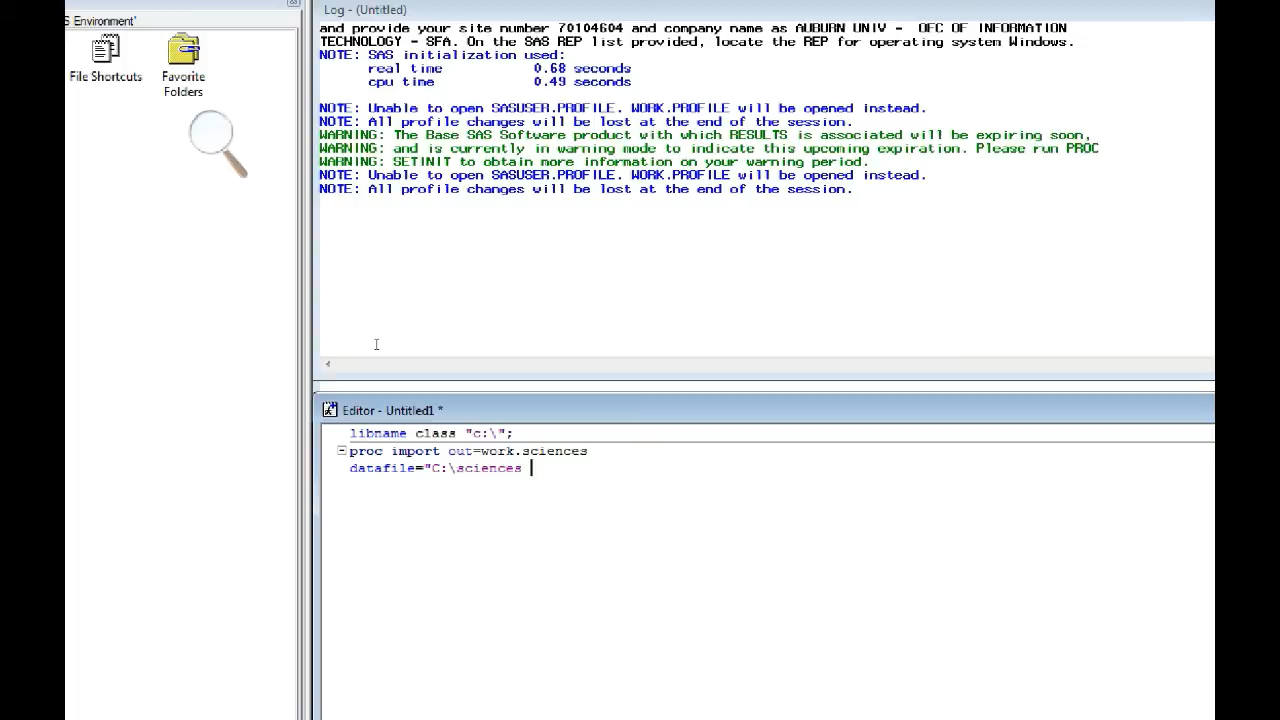 S Environment'
File Shortcuts
Favorite
Folders
Log - (Untitled)
and provide your site number 70104604 and company name as AUBURN UNIV - OFC OF INFORMATION
TECHNOLOGY - SFA. On the SAS REP list provided, locate the REP for operating system Windows.
NOTE: SAS initialization used:
real time 0.68 seconds
cpu time 0.49 seconds
NOTE: Unable to open SASUSER.PROFILE. WORK.PROFILE will be opened instead.
NOTE: All profile changes will be lost at the end of the session.
WARNING: The Base SAS Software product with which RESULTS is associated will be expiring soon,
WARNING: and is currently in warning mode to indicate this upcoming expiration. Please run PROC
WARNING: SETINIT to obtain more information on your warning period.
NOTE: Unable to open SASUSER.PROFILE. WORK.PROFILE will be opened instead.
NOTE: All profile changes will be lost at the end of the session.
Editor - Untitled1 *
libname class "c:\";
proc import out=work.sciences
datafile="C:\sciences